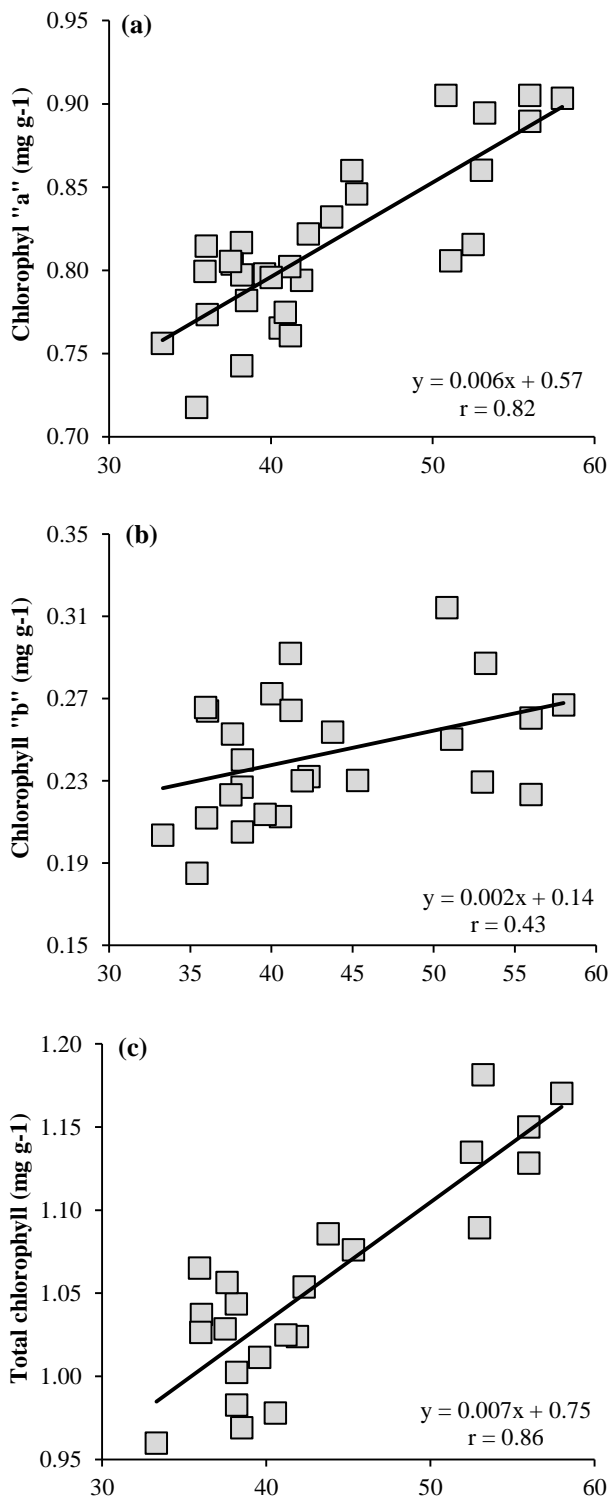 (a)
Chlorophyl "a" (mg g-1)
0.95
0.90
0.85
0.80
0.75
0.70
y = 0.006x + 0.57
r = 0.82
30 40 50 60
(b)
Chlorophyll "b" (mg g-1)
0.35
0.31
0.27
0.23
0.19
0.15
y = 0.002x + 0.14
r = 0.43
30 35 40 45 50 55 60
(c)
Total chlorophyll (mg g-1)
1.20
1.15
1.10
1.05
1.00
0.95
y = 0.007x + 0.75
r = 0.86
30 40 50 60